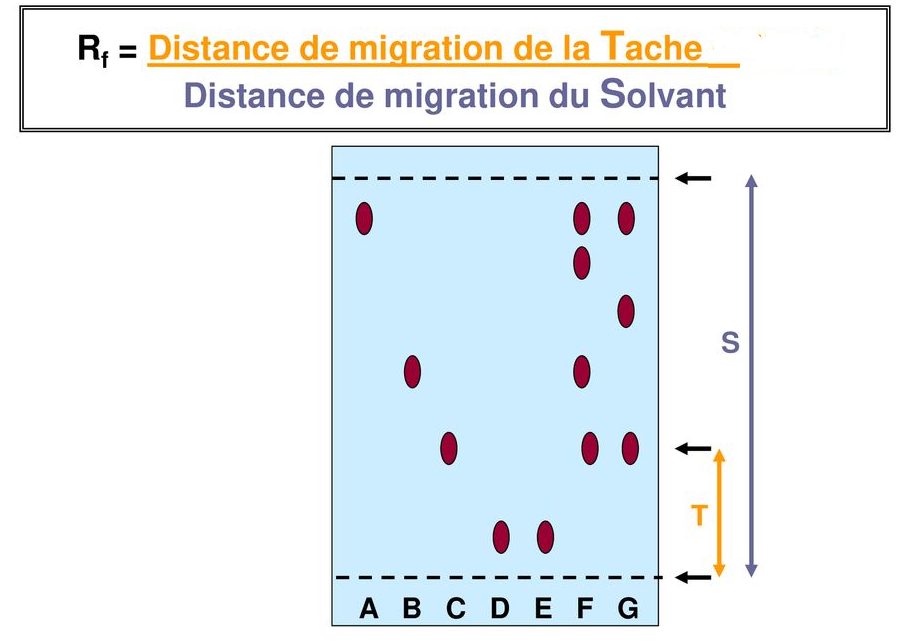 Rf = Distance de migration de la Tache
Distance de migration du Solvant
S
T
A B C D E F G